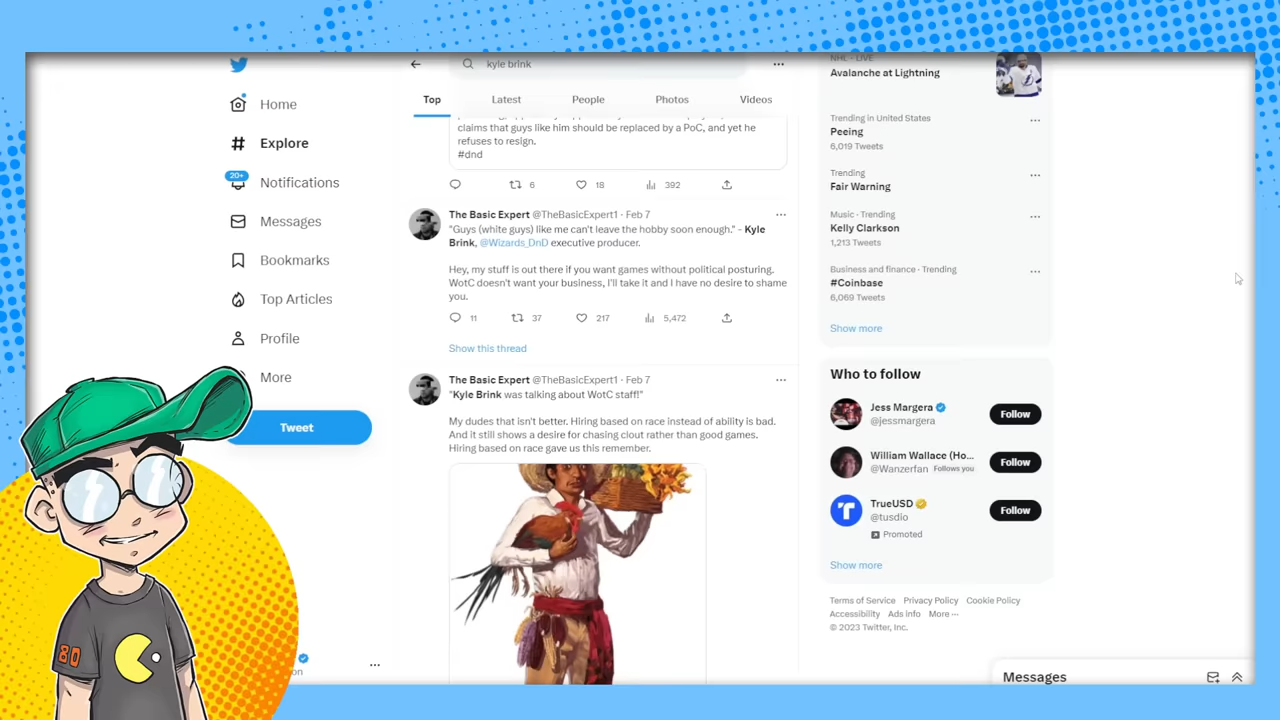 kyle brink
Top
Latest
People
Photos
Videos
Home
Explore
20+
Notifications
Messages
Bookmarks
Top Articles
Profile
More
Tweet
claims that guys like him should be replaced by a PoC, and yet he
refuses to resign.
#dnd
6
18
392
The Basic Expert @TheBasicExpert1 · Feb 7
"Guys (white guys) like me can't leave the hobby soon enough." - Kyle
Brink, @Wizards_DnD executive producer.
Hey, my stuff is out there if you want games without political posturing.
WotC doesn't want your business, I'll take it and I have no desire to shame
you.
11
37
217
5,472
Show this thread
The Basic Expert @TheBasicExpert1 · Feb 7
"Kyle Brink was talking about WotC staff!"
My dudes that isn't better. Hiring based on race instead of ability is bad.
And it still shows a desire for chasing clout rather than good games.
Hiring based on race gave us this remember.
NHL · LIVE
Avalanche at Lightning
Trending in United States
Peeing
6,019 Tweets
Trending
Fair Warning
Music · Trending
Kelly Clarkson
1,213 Tweets
Business and finance · Trending
#Coinbase
6,069 Tweets
Show more
Who to follow
Jess Margera
@jessmargera
Follow
William Wallace (Ho...
@Wanzerfan Follows you
Follow
TrueUSD
@tusdio
Follow
Promoted
Show more
Terms of Service Privacy Policy Cookie Policy
Accessibility Ads info More ...
© 2023 Twitter, Inc.
Messages
80